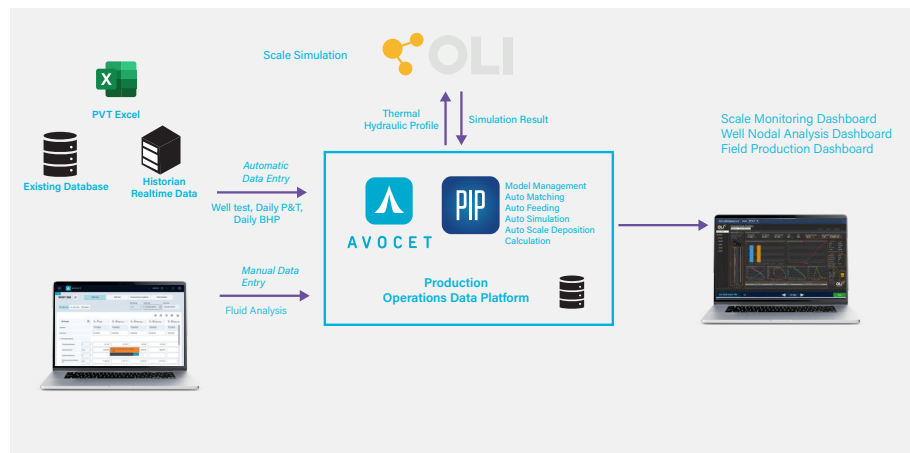 Scale Simulation
OLI
X
PVT Excel
Existing Database
Historian
Realtime Data
Thermal
Hydraulic Profile
Simulation Result
Automatic
Data Entry
Well test, Daily P&T,
Daily BHP
Manual Data
Entry
Fluid Analysis
AVOCET
PIP
Model Management
Auto Matching
Auto Feeding
Auto Simulation
Auto Scale Deposition
Calculation
Production
Operations Data Platform
Scale Monitoring Dashboard
Well Nodal Analysis Dashboard
Field Production Dashboard
OLI